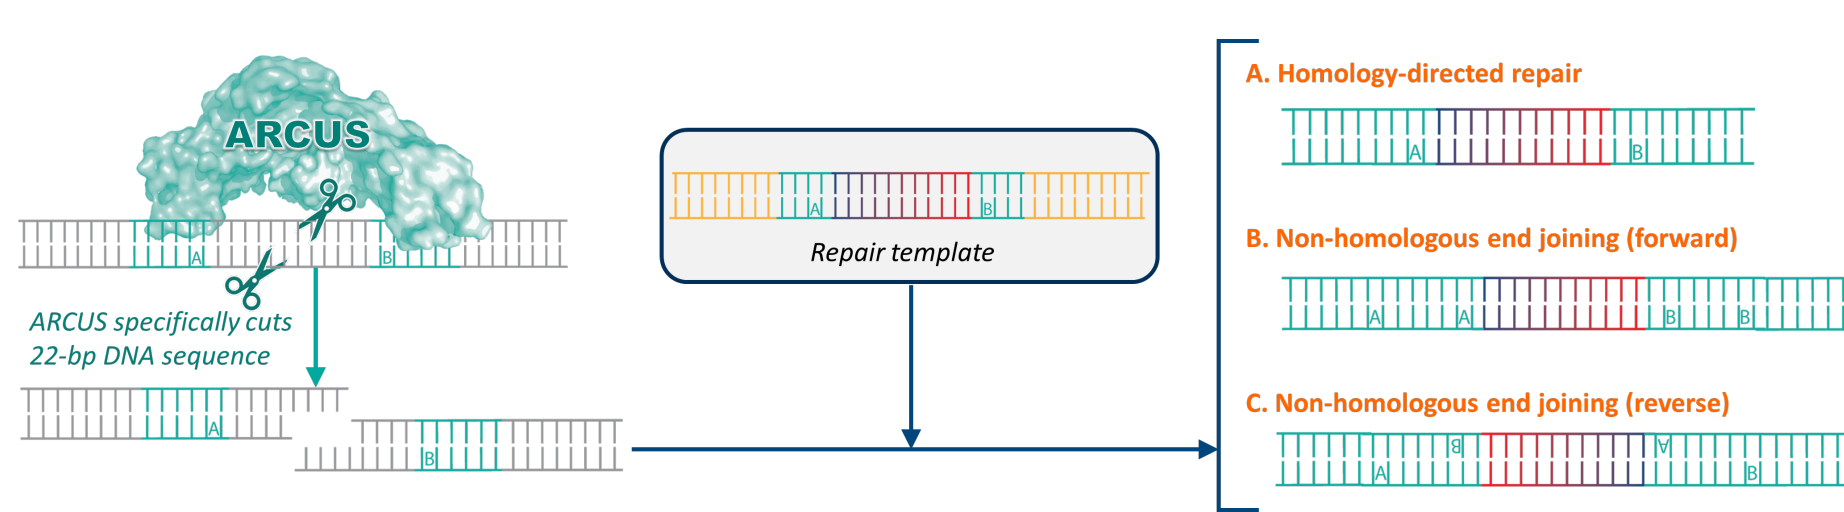 ARCUS
A
B
ARCUS specifically cuts
22-bp DNA sequence
A
B
A
B
Repair template
A. Homology-directed repair
A
B
B. Non-homologous end joining (forward)
A
A
B
B
C. Non-homologous end joining (reverse)
B
A
A
B